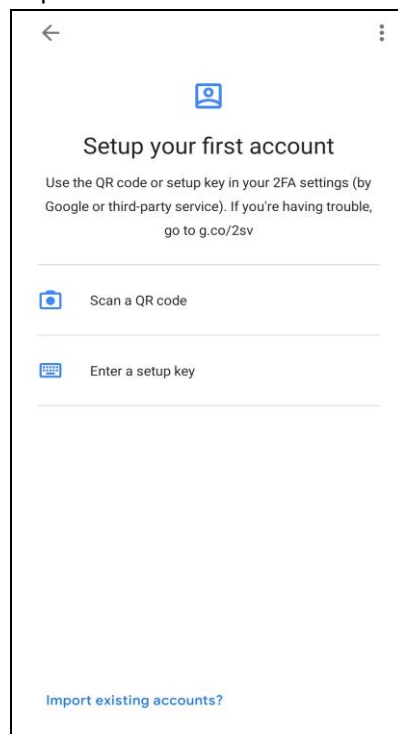 Setup your first account
Use the QR code or setup key in your 2FA settings (by
Google or third-party service). If you're having trouble,
go to g.co/2sv
Scan a QR code
Enter a setup key
Import existing accounts?